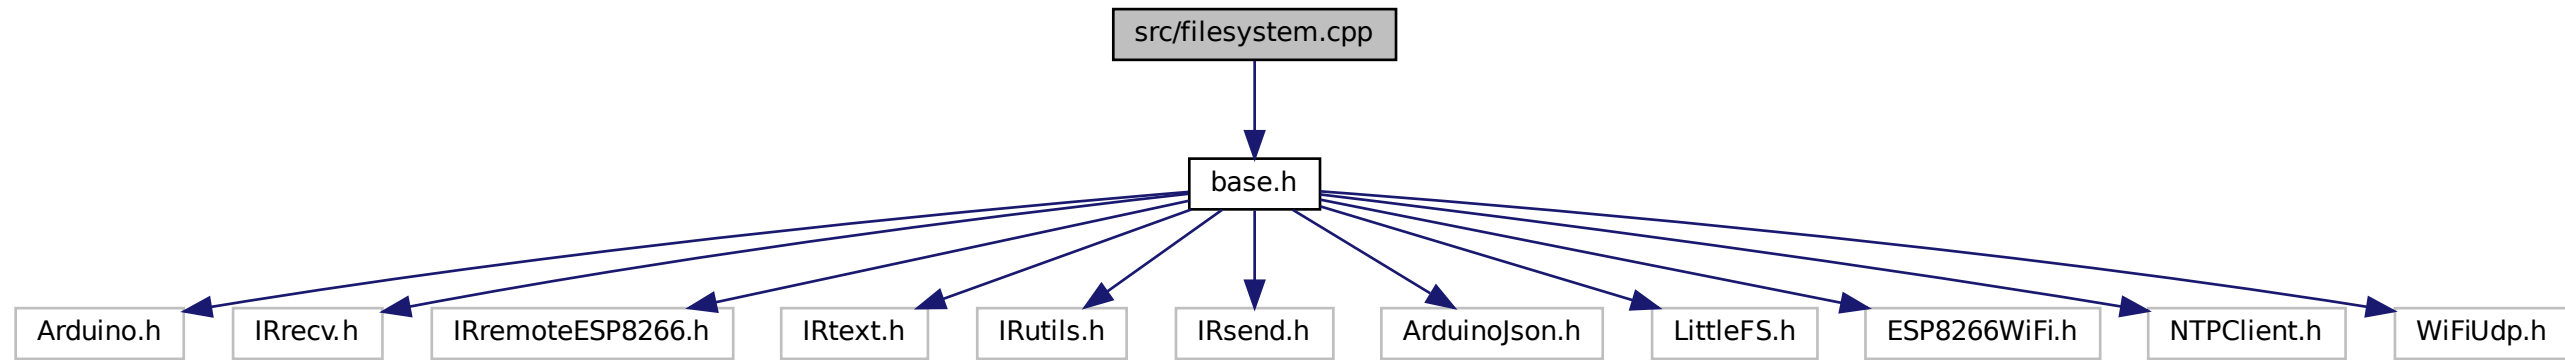 src/filesystem.cpp
base.h
Arduino.h
IRrecv.h
IRremoteESP8266.h
IRtext.h
IRutils.h
IRsend.h
ArduinoJson.h
LittleFS.h
ESP8266WiFi.h
NTPClient.h
WiFiUdp.h